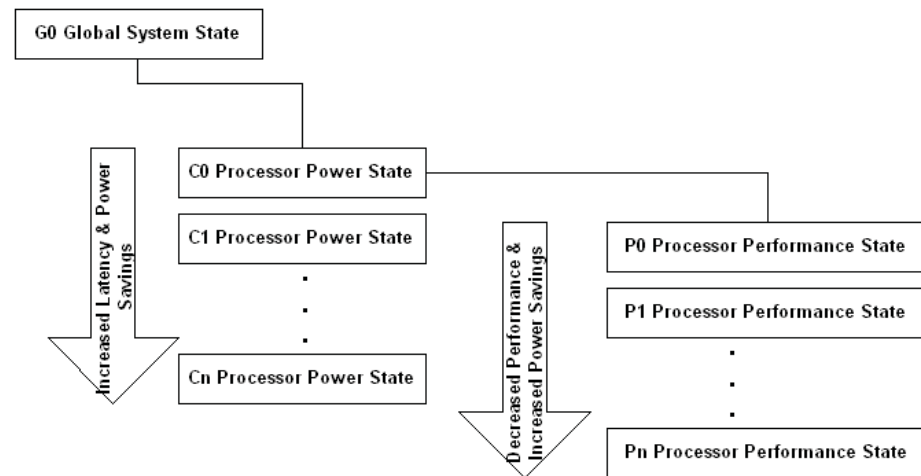 G0 Global System State
C0 Processor Power State
C1 Processor Power State
Cn Processor Power State
Increased Latency & Power
Savings
P0 Processor Performance State
P1 Processor Performance State
Pn Processor Performance State
Decreased Performance &
Increased Power Savings